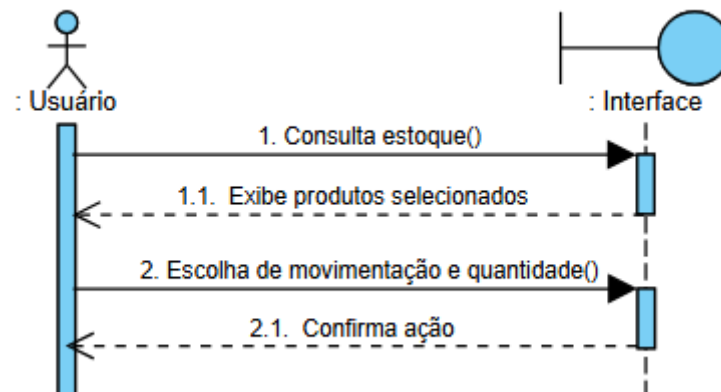 : Usuário
: Interface
1. Consulta estoque()
1.1. Exibe produtos selecionados
2. Escolha de movimentação e quantidade()
2.1. Confirma ação